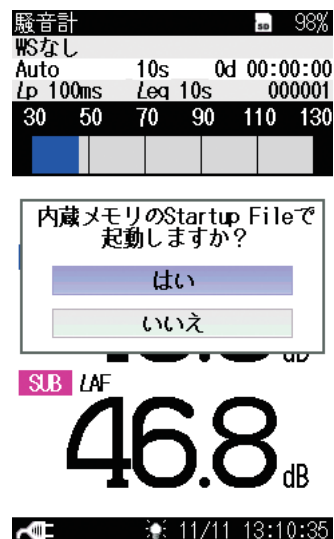 騒音計 SD 98%
WSなし
Auto 10s 0d 00:00:00
Lp 100ms Leq 10s 000001
30 50 70 90 110 130
内蔵メモリのStartup Fileで
起動しますか?
はい
いいえ
dB
SUB LAF
46.8 dB
11/11 13:10:35